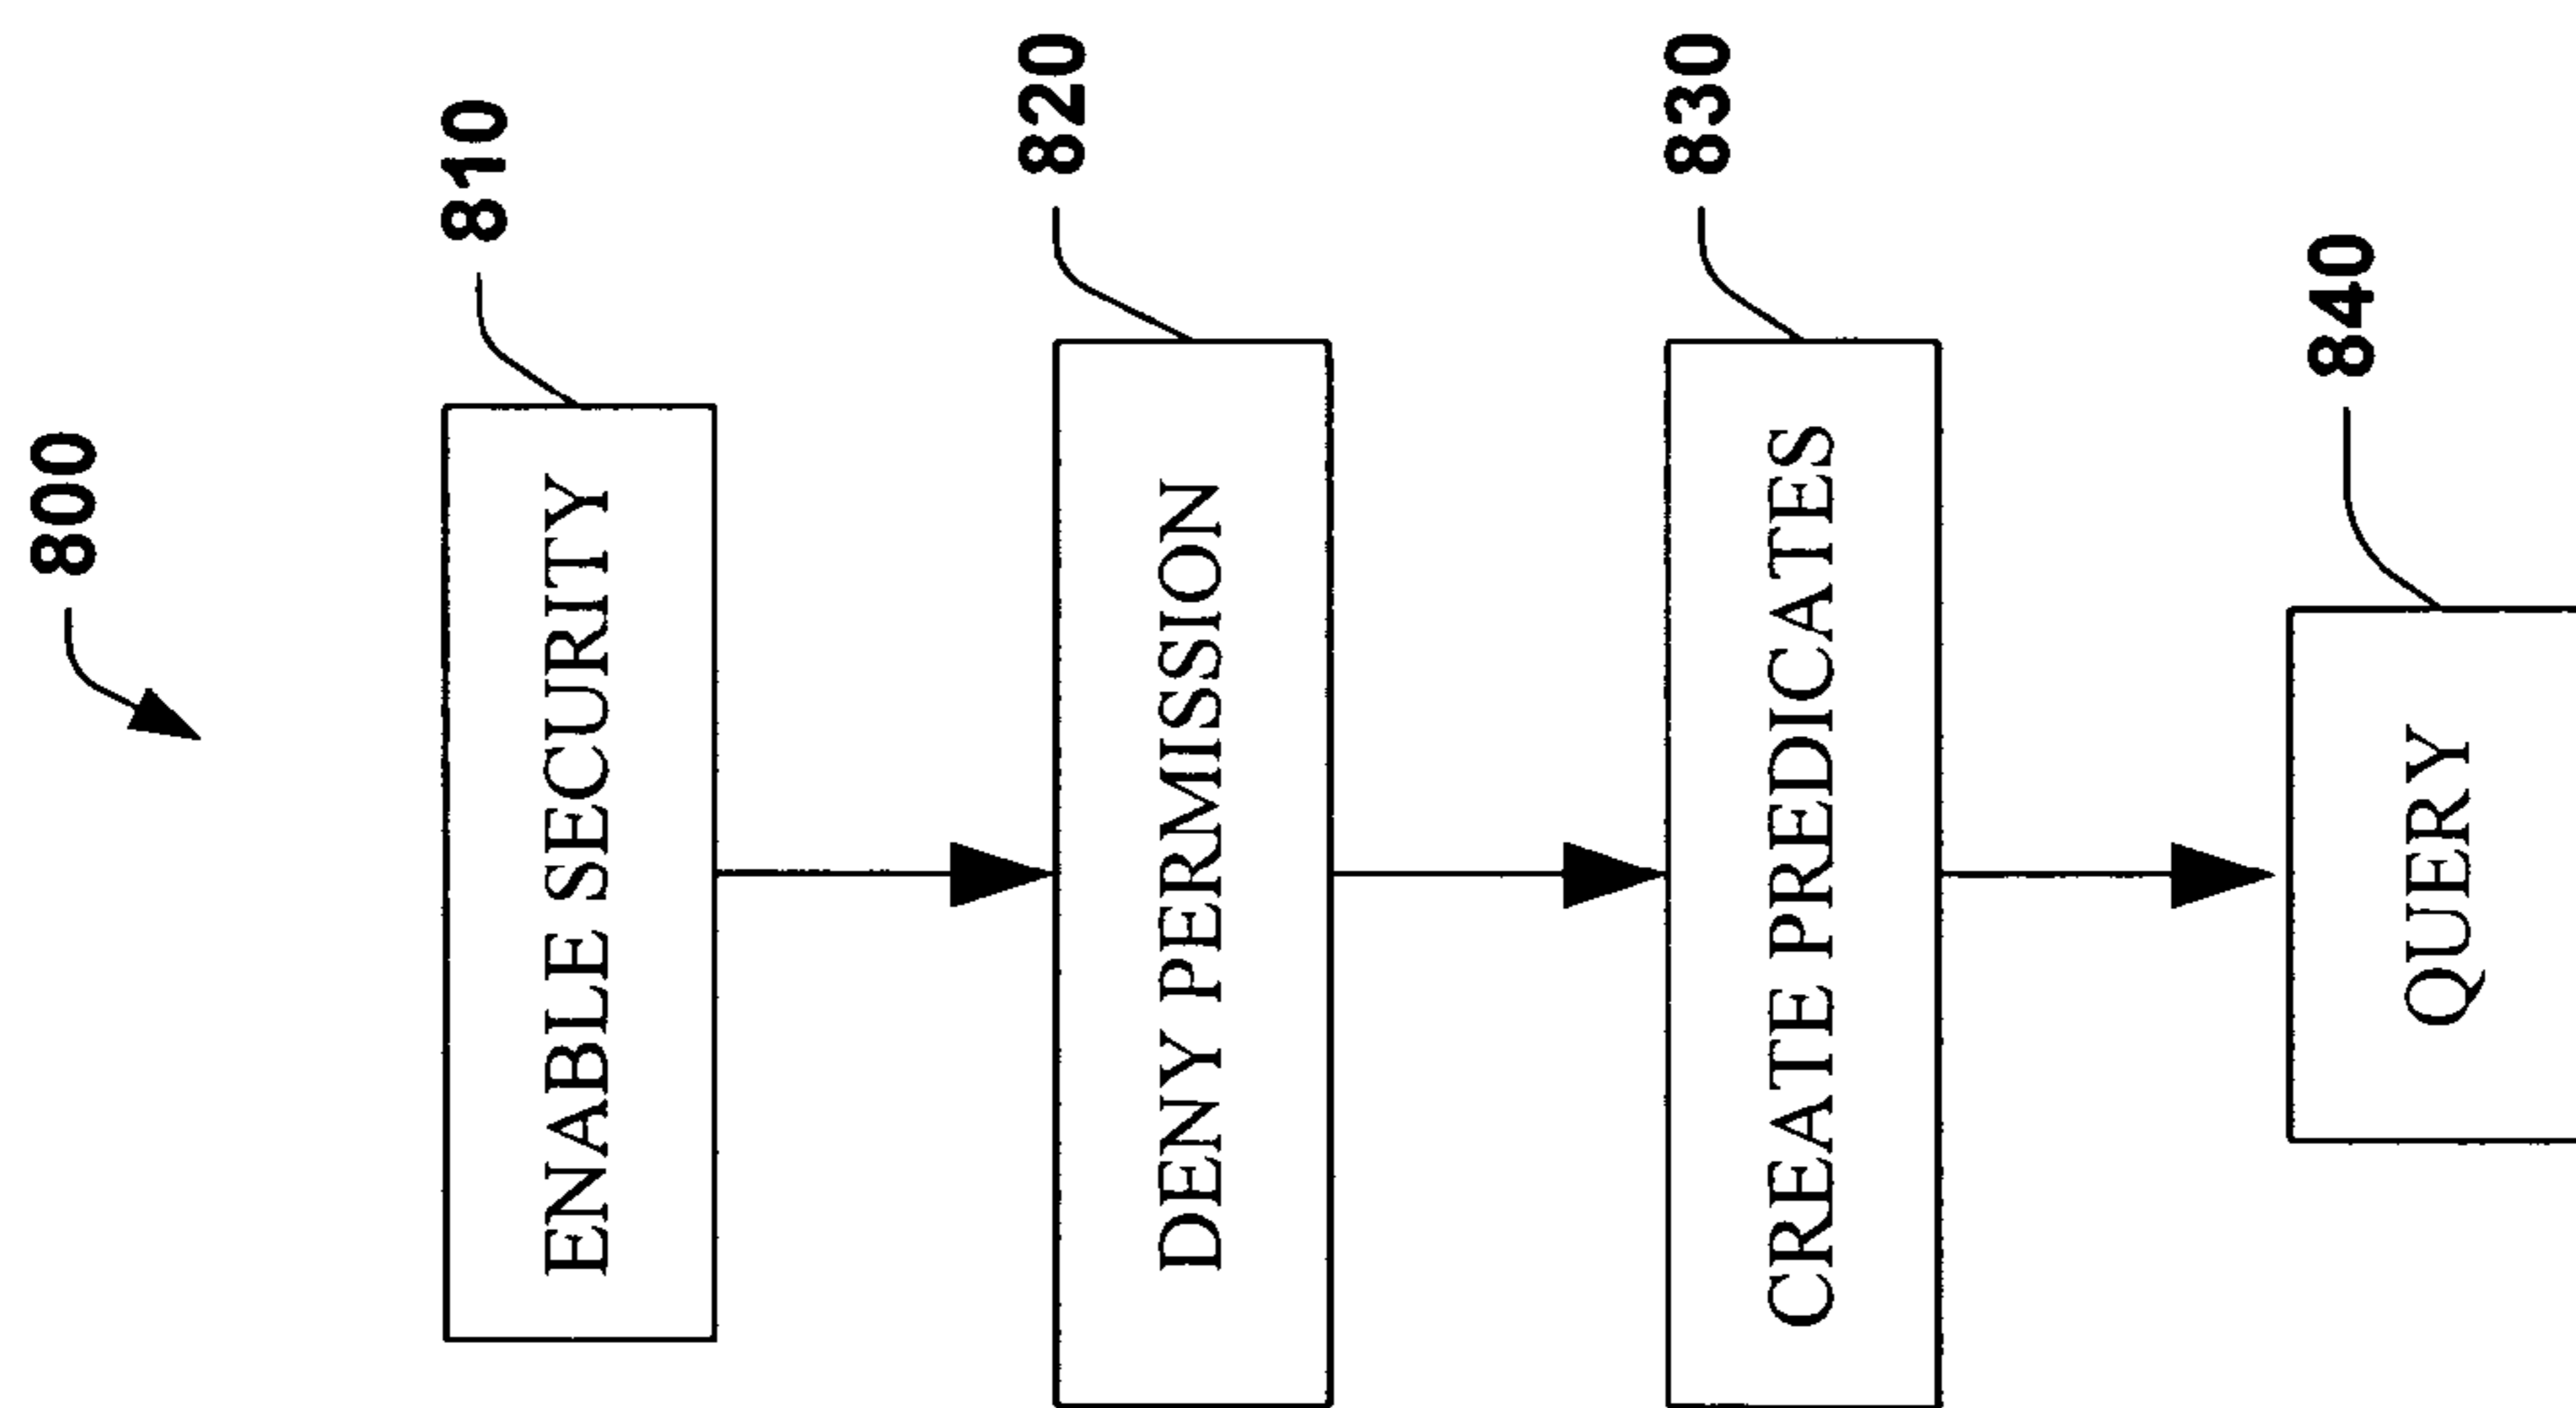 800
810
ENABLE SECURITY
820
DENY PERMISSION
830
CREATE PREDICATES
840
QUERY